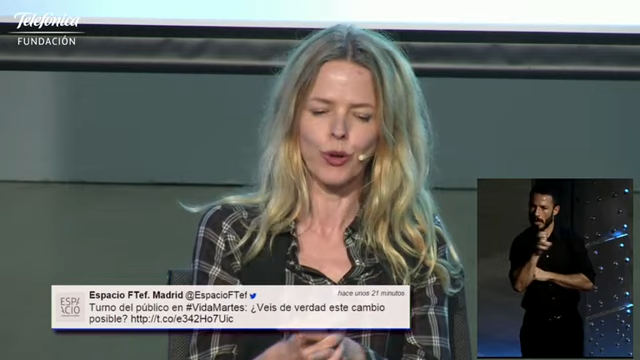 Telefónica
FUNDACIÓN
ESPACIO
Espacio FTef. Madrid @EspacioFTef hace unos 21 minutos
Turno del público en #VidaMartes: ¿Veis de verdad este cambio
posible? http://t.co/e342Ho7Uic